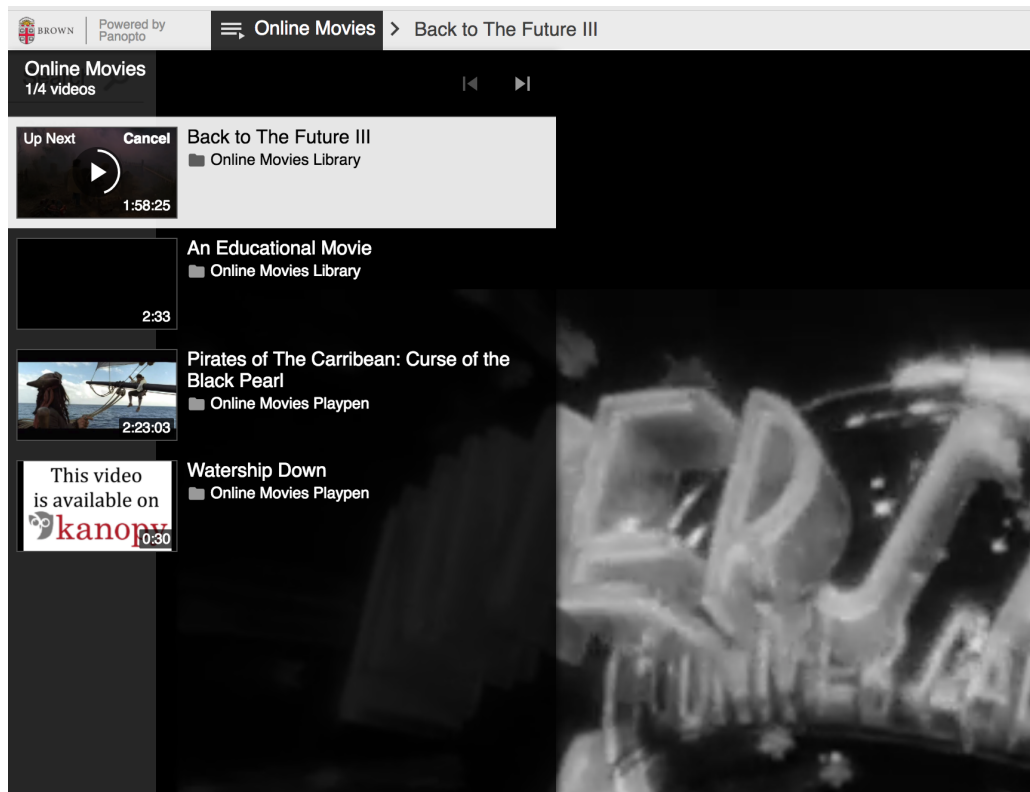 BROWN
Powered by
Panopto
Online Movies > Back to The Future III
Online Movies
1/4 videos
Up Next Cancel
1:58:25
Back to The Future III
Online Movies Library
2:33
An Educational Movie
Online Movies Library
2:23:03
Pirates of The Carribean: Curse of the
Black Pearl
Online Movies Playpen
This video
is available on
kanopy
0:30
Watership Down
Online Movies Playpen